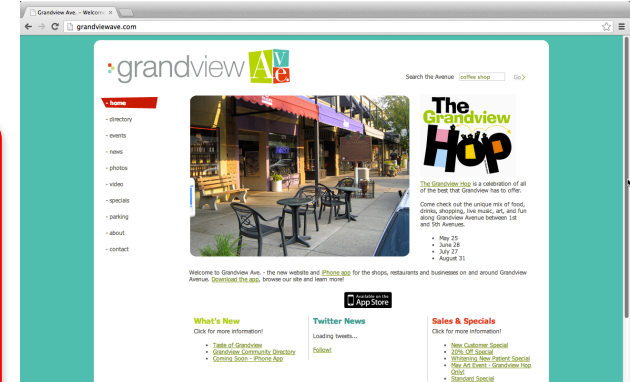 Grandview Ave. - Welcom
grandviewave.com
grandview Ave.
Search the Avenue coffee shop Go>
- home
- directory
- events
- news
- photos
- video
- specials
- parking
- about
- contact
The
Grandview
Hop
The Grandview Hop is a celebration of all
of the best that Grandview has to offer.
Come check out the unique mix of food,
drinks, shopping, live music, art, and fun
along Grandview Avenue between 1st
and 5th Avenues.
• May 25
• June 28
• July 27
• August 31
Welcome to Grandview Ave. - the new website and iPhone app for the shops, restaurants and businesses on and around Grandview
Avenue. Download the app, browse our site and learn more!
Available on the
App Store
What's New
Click for more information!
• Taste of Grandview
• Grandview Community Directory
• Coming Soon - iPhone App
Twitter News
Loading tweets...
Follow!
Sales & Specials
Click for more information!
• New Customer Special
• 20% Off Special
• Whitening New Patient Special
• May Art Event - Grandview Hop
Only!
• Standard Special